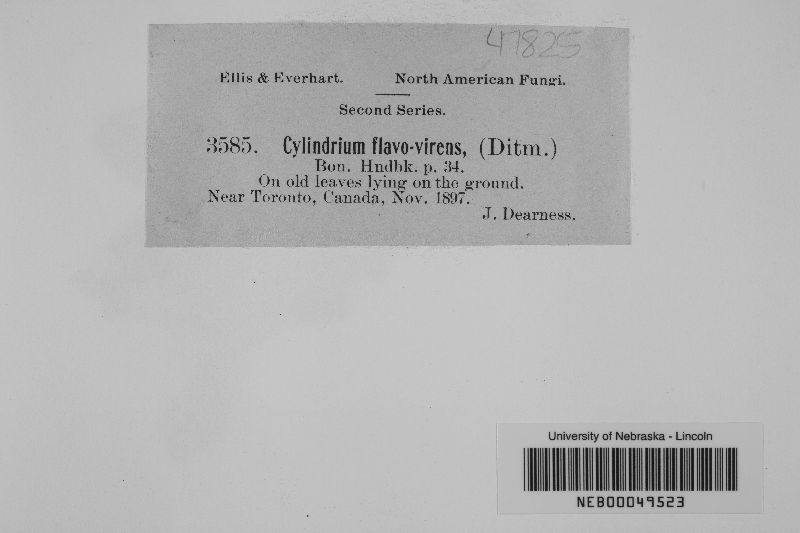 47825
Ellis & Everhart. North American Fungi.
Second Series.
3585. Cylindrium flavo-virens, (Ditm.)
Bon. Hndbk. p. 34.
On old leaves lying on the ground.
Near Toronto, Canada, Nov. 1897.
J. Dearness.
University of Nebraska - Lincoln
NEB00049523